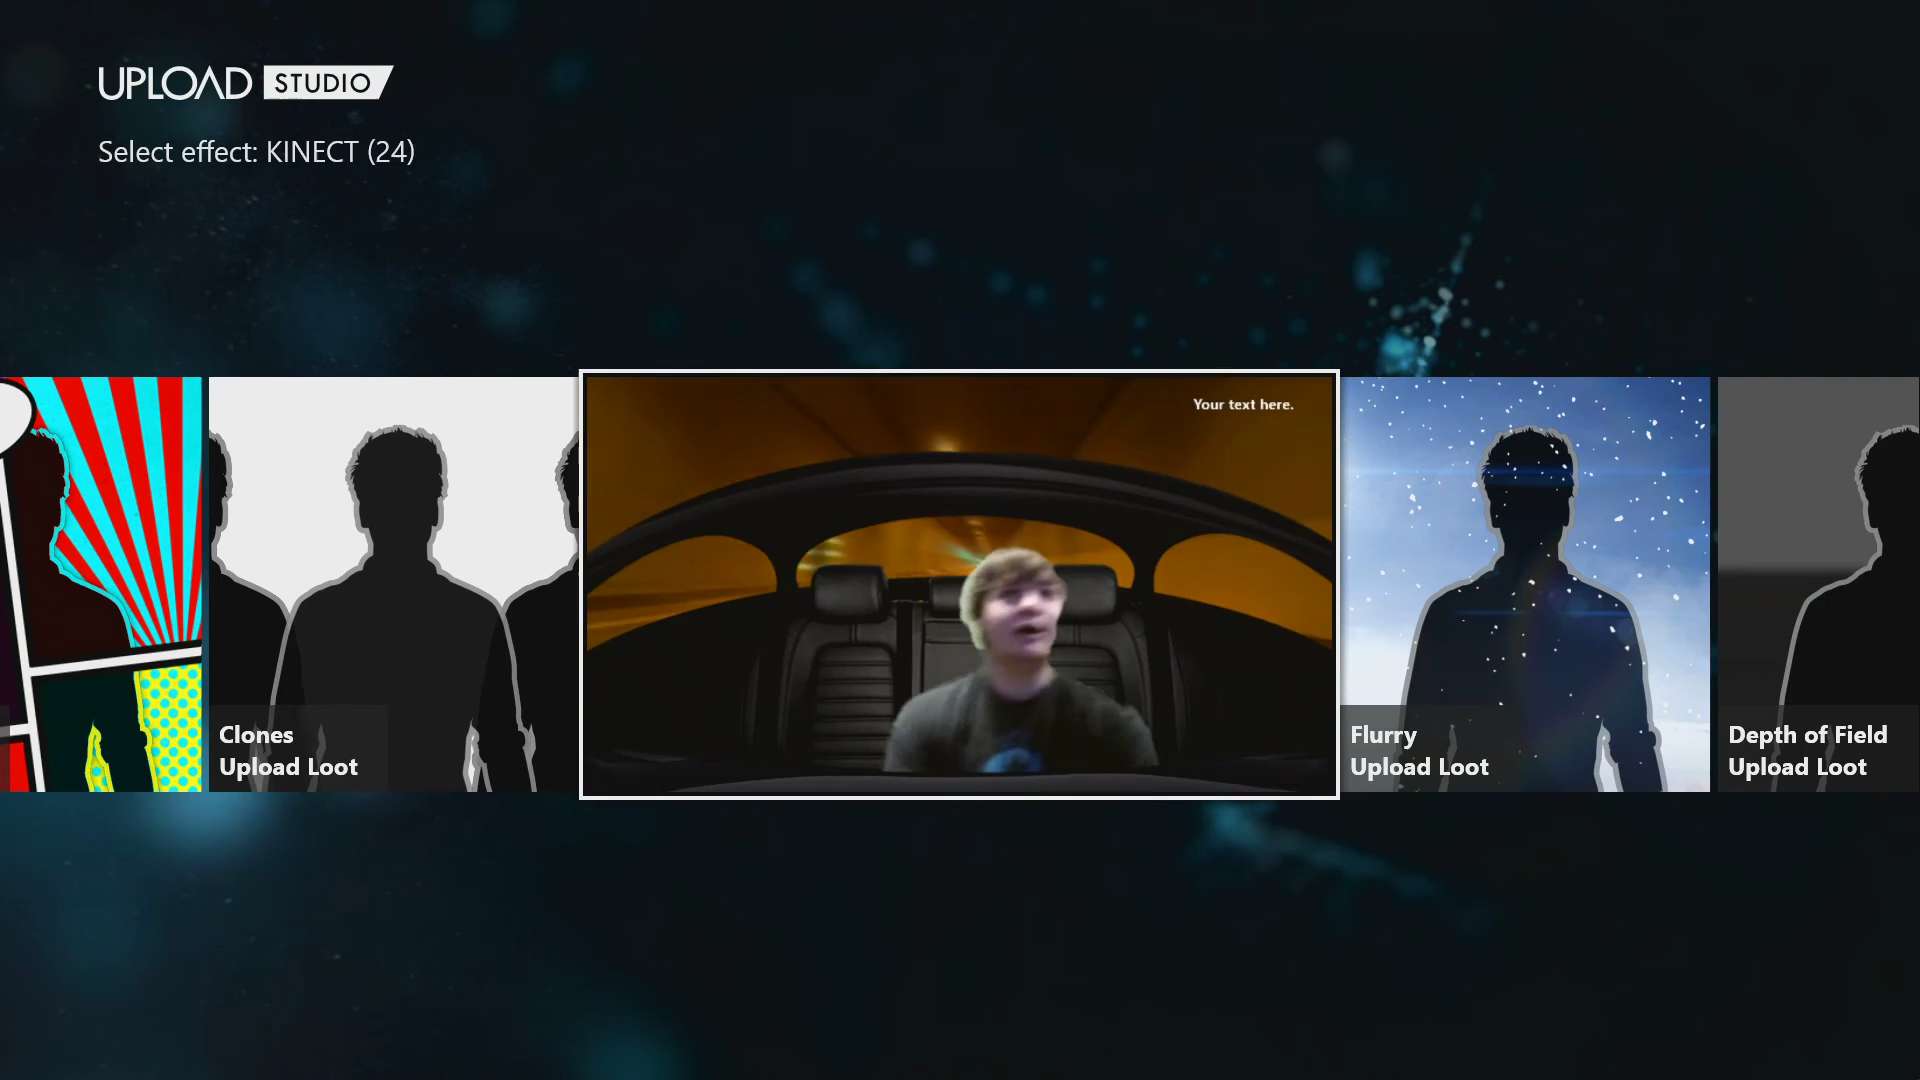 UPLOAD STUDIO
Select effect: KINECT (24)
Your text here.
Clones
Upload Loot
Flurry
Upload Loot
Depth of Field
Upload Loot